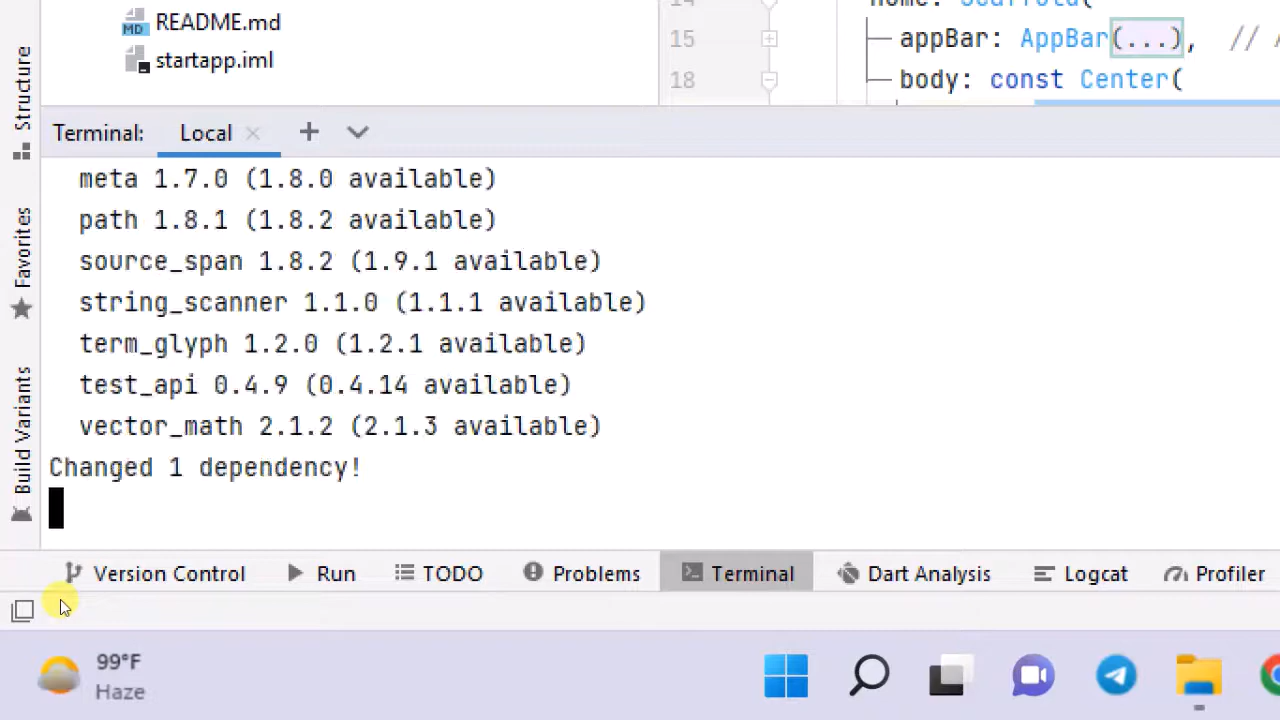 README.md
startapp.iml
15 appBar: AppBar(...), //
18 body: const Center(
Structure
Favorites
Build Variants
Terminal: Local
meta 1.7.0 (1.8.0 available)
path 1.8.1 (1.8.2 available)
source_span 1.8.2 (1.9.1 available)
string_scanner 1.1.0 (1.1.1 available)
term_glyph 1.2.0 (1.2.1 available)
test_api 0.4.9 (0.4.14 available)
vector_math 2.1.2 (2.1.3 available)
Changed 1 dependency!
Version Control Run TODO Problems Terminal Dart Analysis Logcat Profiler
99°F
Haze